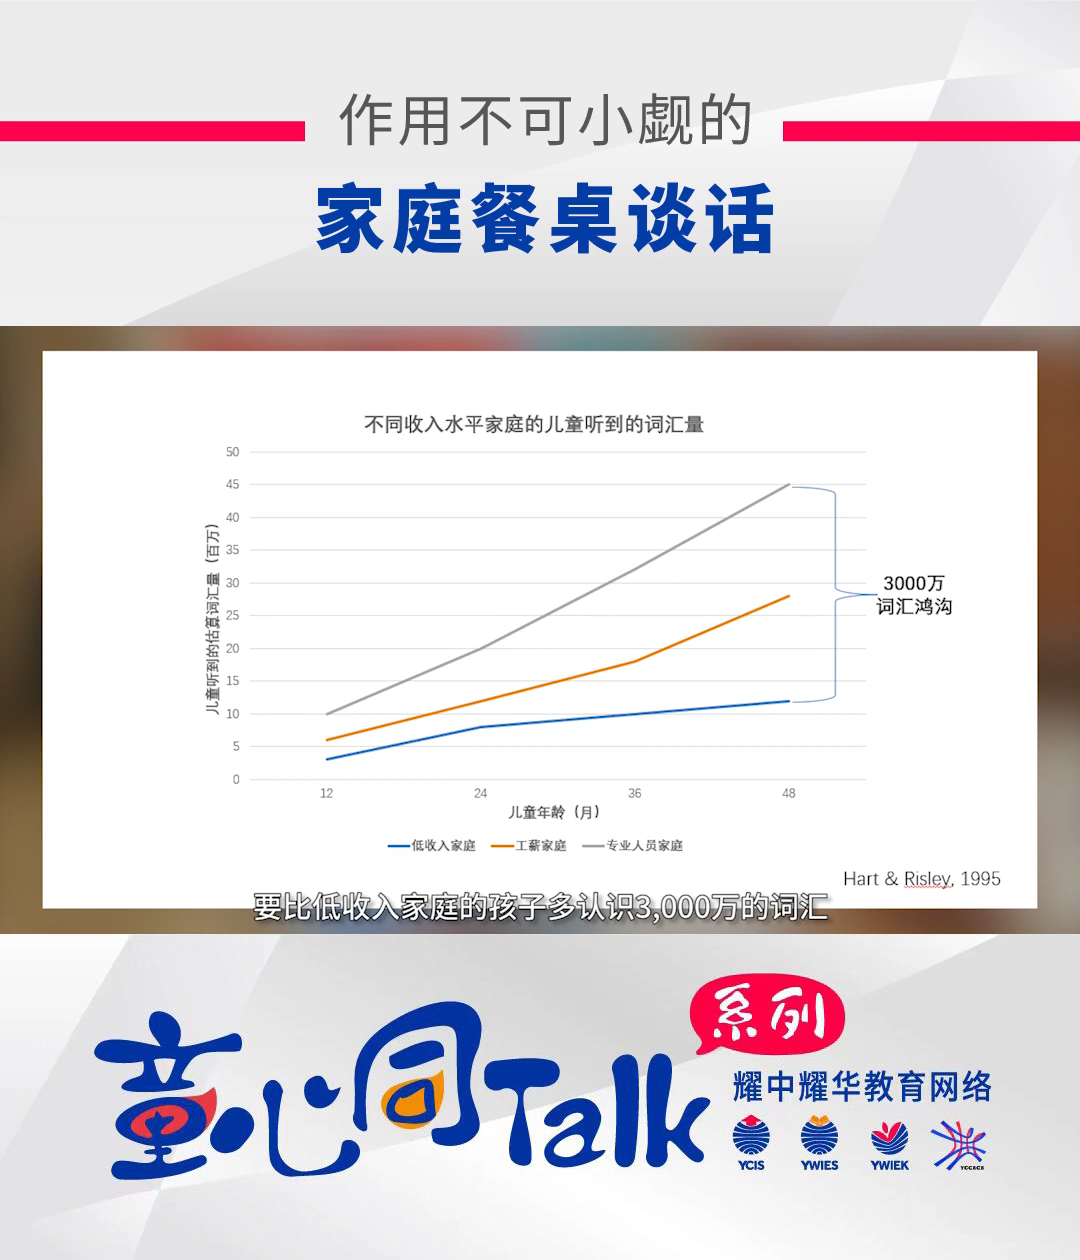 作用不可小觑的
家庭餐桌谈话
不同收入水平家庭的儿童听到的词汇量
50
45
40
35
30
25
20
15
10
5
0
儿童听到的估算词汇量（百万）
3000万
词汇鸿沟
12 24 36 48
儿童年龄（月）
低收入家庭 工薪家庭 专业人员家庭
Hart & Risley, 1995
要比低收入家庭的孩子多认识3,000万的词汇
童心同Talk
系列
耀中耀华教育网络
YCIS YWIES YWIEK YCCECE